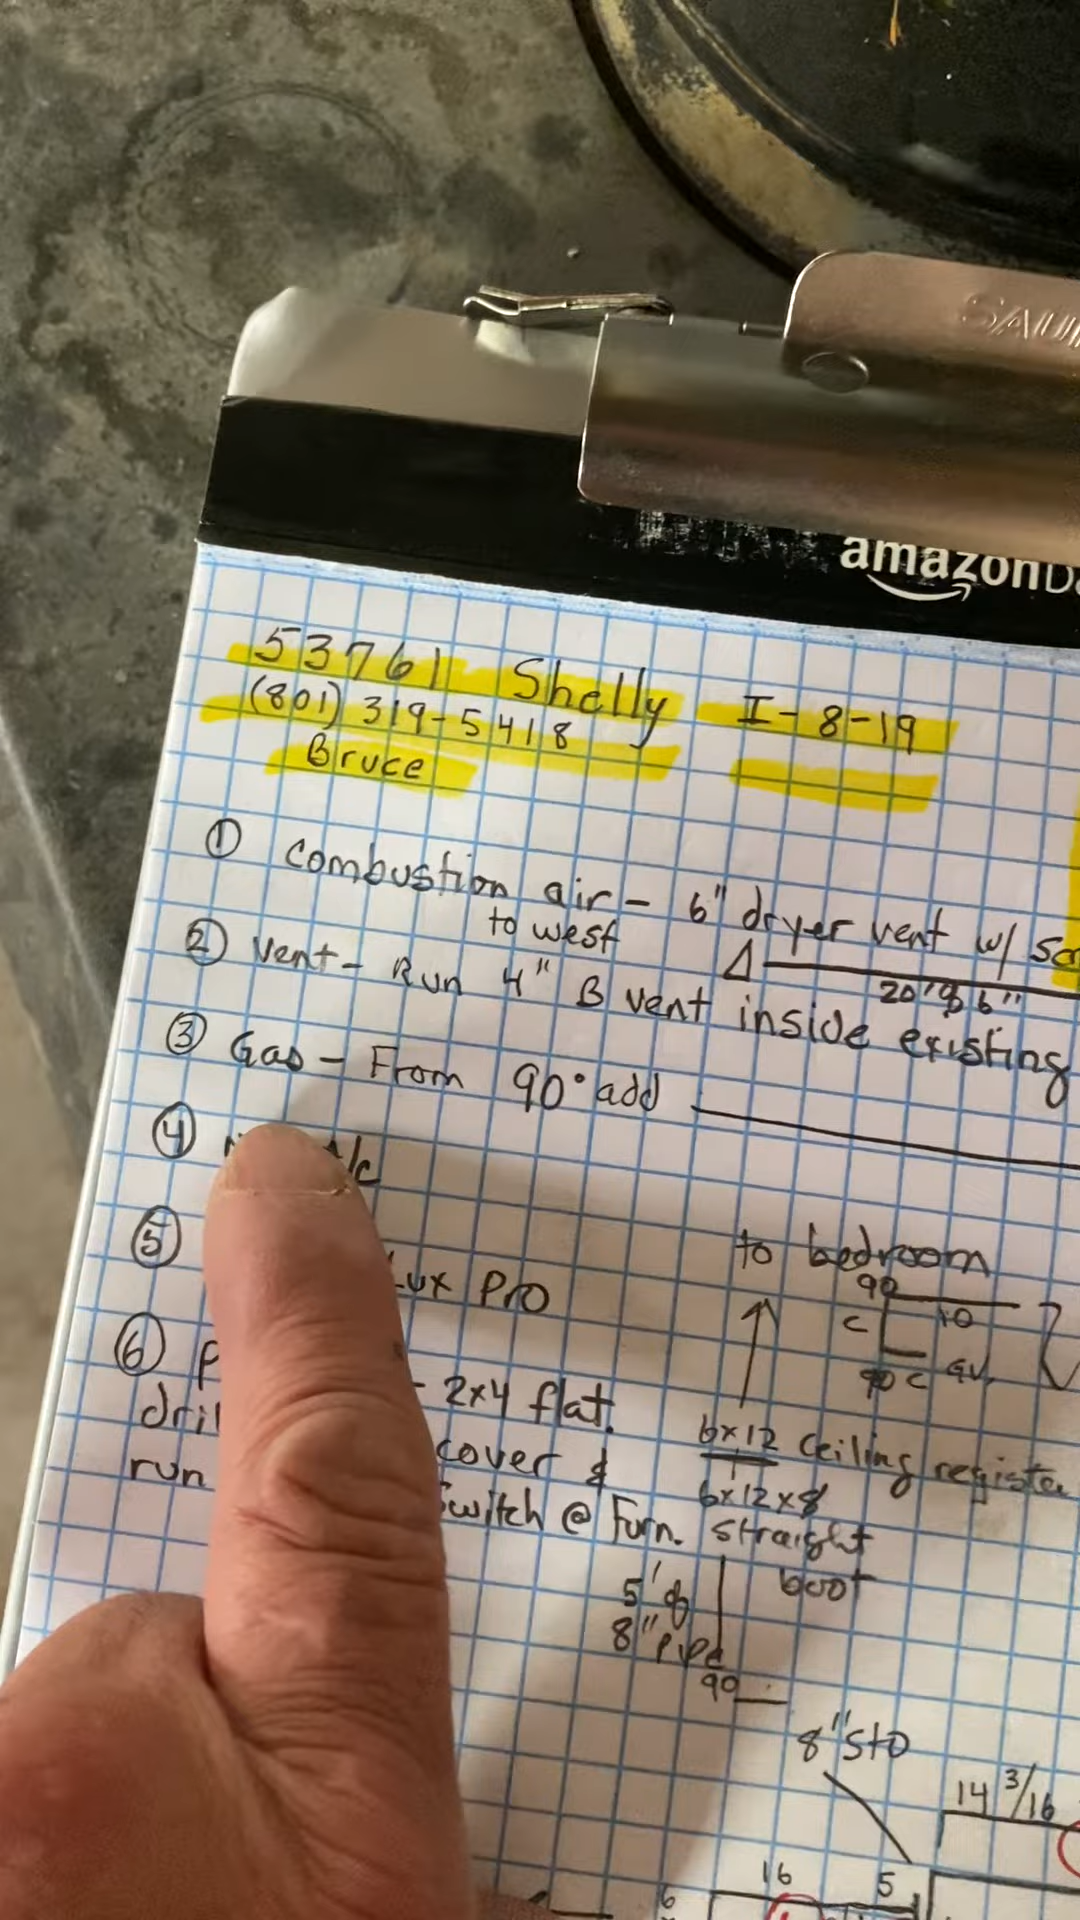 SAU
amazon
53761 Shelly I-8-19
(801) 319-5418
Bruce
① combustion air- 6" dryer vent w/
to west
20' of 6"
② Vent- Run 4" B vent inside existing
③ Gas - From 90° add
④ A/c
⑤ Lux Pro
to bedroom
90
C 10
90 C GV
⑥ - 2x4 flat.
cover &
run Switch @ Furn.
6x12 ceiling register
6x12x8
straight
boot
5' of
8" pipe
90
8" STO
14 3/16
16 5
6